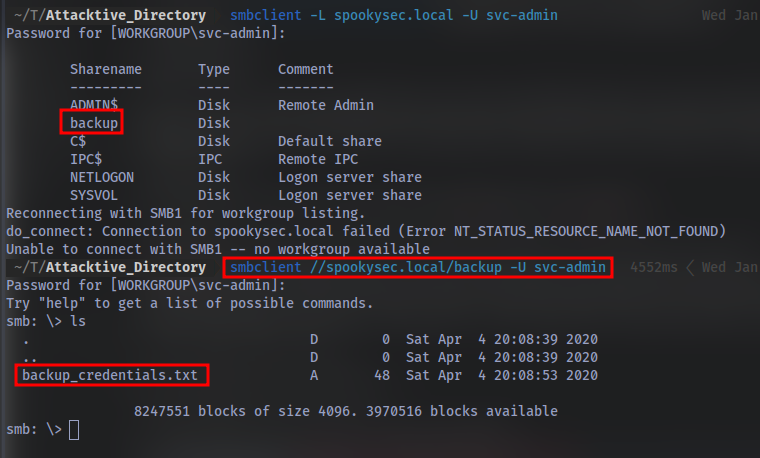 ~/T/Attacktive_Directory smbclient -L spookysec.local -U svc-admin Wed Jan
Password for [WORKGROUP\svc-admin]:
Sharename Type Comment
--------- ---- -------
ADMIN$ Disk Remote Admin
backup Disk
C$ Disk Default share
IPC$ IPC Remote IPC
NETLOGON Disk Logon server share
SYSVOL Disk Logon server share
Reconnecting with SMB1 for workgroup listing.
do_connect: Connection to spookysec.local failed (Error NT_STATUS_RESOURCE_NAME_NOT_FOUND)
Unable to connect with SMB1 -- no workgroup available
~/T/Attacktive_Directory smbclient //spookysec.local/backup -U svc-admin 4552ms < Wed Jan
Password for [WORKGROUP\svc-admin]:
Try "help" to get a list of possible commands.
smb: \> ls
. D 0 Sat Apr 4 20:08:39 2020
.. D 0 Sat Apr 4 20:08:39 2020
backup_credentials.txt A 48 Sat Apr 4 20:08:53 2020
8247551 blocks of size 4096. 3970516 blocks available
smb: \>